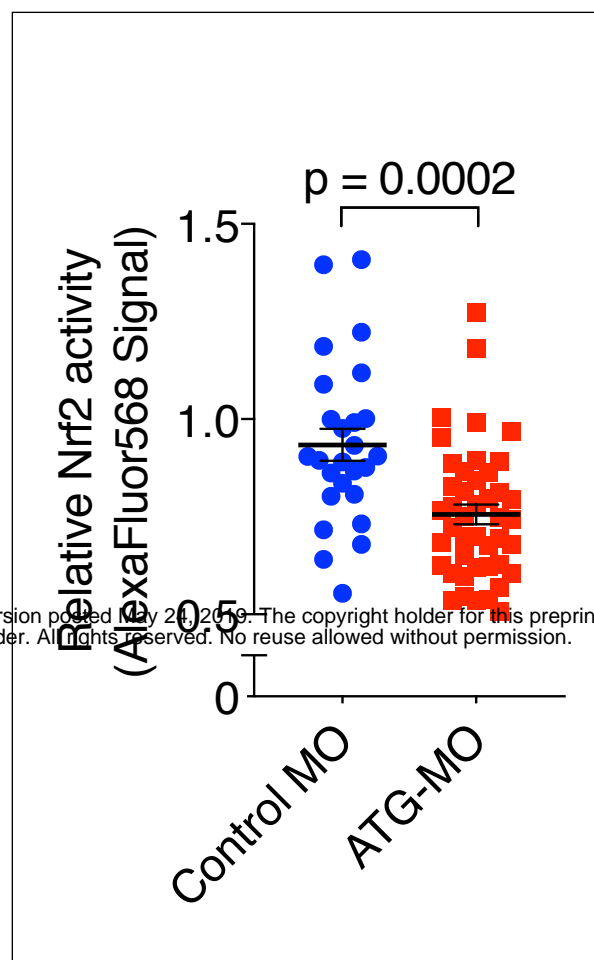 p = 0.0002
1.5
1.0
0.5
0
Relative Nrf2 activity
(AlexaFluor568 Signal)
rsion posted May 24, 2019. The copyright holder for this preprin
der. All rights reserved. No reuse allowed without permission.
Control MO
ATG-MO